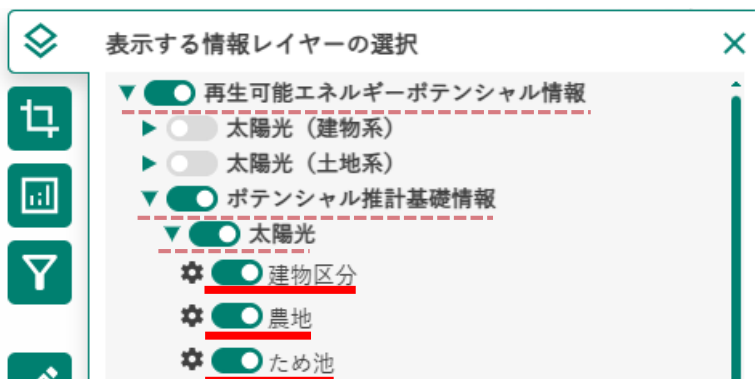 表示する情報レイヤーの選択
再生可能エネルギーポテンシャル情報
太陽光（建物系）
太陽光（土地系）
ポテンシャル推計基礎情報
太陽光
建物区分
農地
ため池